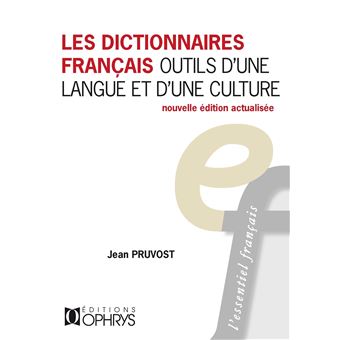 LES DICTIONNAIRES
FRANÇAIS OUTILS D'UNE
LANGUE ET D'UNE CULTURE
nouvelle édition actualisée
ef
l'essentiel français
Jean PRUVOST
ÉDITIONS
OPHRYS